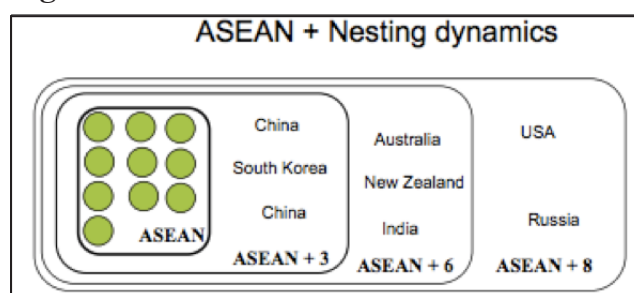 ASEAN + Nesting dynamics
China
South Korea
China
ASEAN
ASEAN + 3
Australia
New Zealand
India
ASEAN + 6
USA
Russia
ASEAN + 8